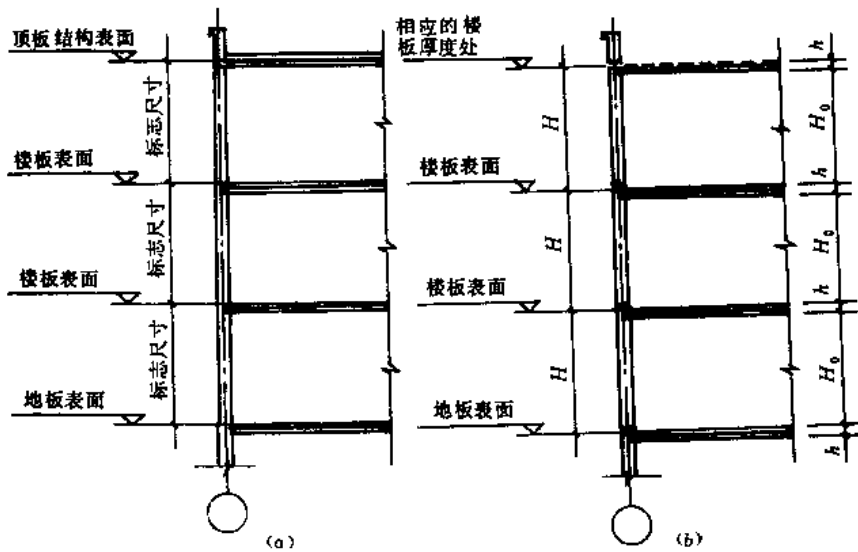 顶板结构表面
标志尺寸
楼板表面
标志尺寸
楼板表面
标志尺寸
地板表面
(a)
相应的楼
板厚度处
H
楼板表面
H
楼板表面
H
地板表面
h
H₀
h
H₀
h
H₀
h
(b)